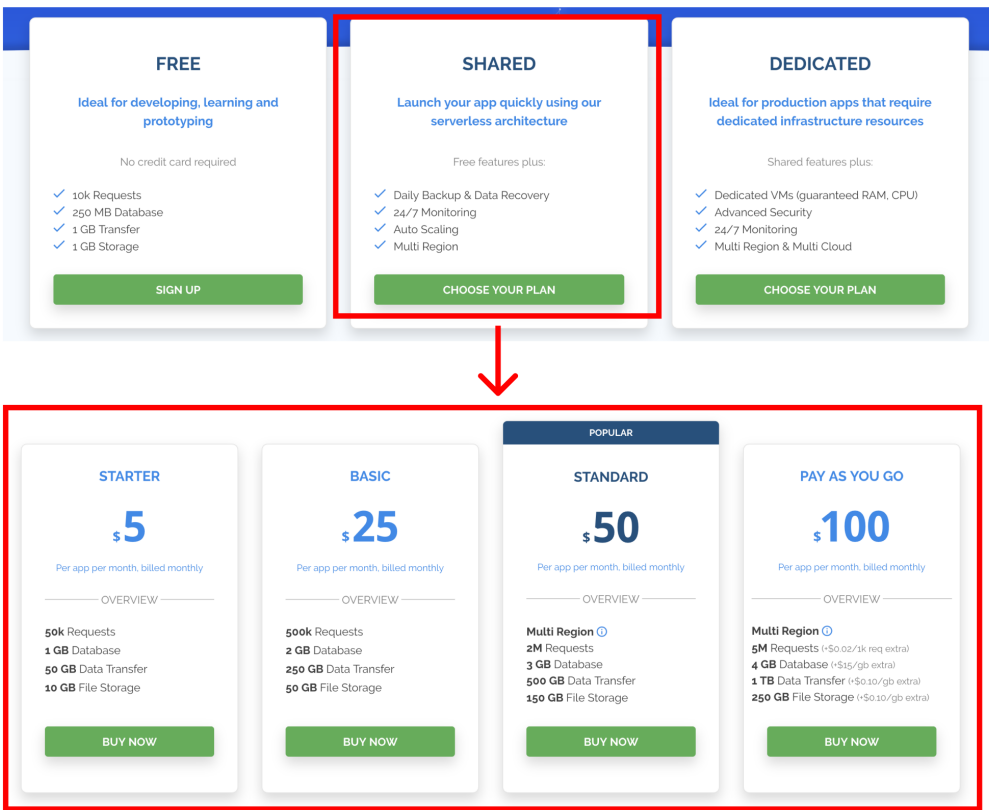 FREE
Ideal for developing, learning and
prototyping
No credit card required
10k Requests
250 MB Database
1 GB Transfer
1 GB Storage
SIGN UP
SHARED
Launch your app quickly using our
serverless architecture
Free features plus:
Daily Backup & Data Recovery
24/7 Monitoring
Auto Scaling
Multi Region
CHOOSE YOUR PLAN
DEDICATED
Ideal for production apps that require
dedicated infrastructure resources
Shared features plus:
Dedicated VMs (guaranteed RAM, CPU)
Advanced Security
24/7 Monitoring
Multi Region & Multi Cloud
CHOOSE YOUR PLAN
STARTER
$5
Per app per month, billed monthly
OVERVIEW
50k Requests
1 GB Database
50 GB Data Transfer
10 GB File Storage
BUY NOW
BASIC
$25
Per app per month, billed monthly
OVERVIEW
500k Requests
2 GB Database
250 GB Data Transfer
50 GB File Storage
BUY NOW
POPULAR
STANDARD
$50
Per app per month, billed monthly
OVERVIEW
Multi Region
2M Requests
3 GB Database
500 GB Data Transfer
150 GB File Storage
BUY NOW
PAY AS YOU GO
$100
Per app per month, billed monthly
OVERVIEW
Multi Region
5M Requests (+$0.02/1k req extra)
4 GB Database (+$15/gb extra)
1 TB Data Transfer (+$0.10/gb extra)
250 GB File Storage (+$0.10/gb extra)
BUY NOW